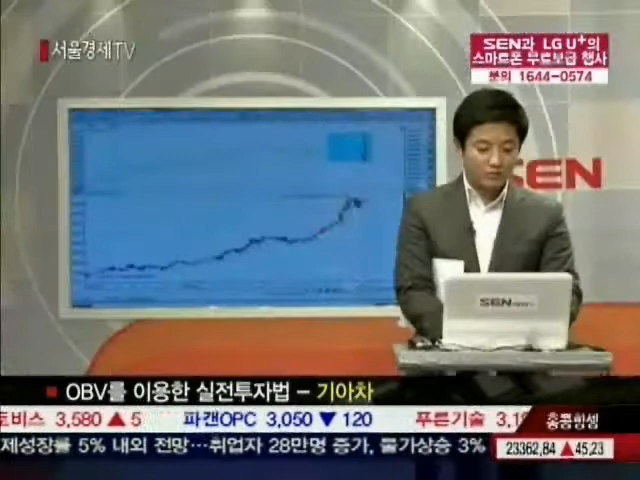 서울경제TV
SEN과 LG U+의
스마트폰 무료보급 행사
문의 1644-0574
SEN
SEN
OBV를 이용한 실전투자법 - 기아차
토비스 3,580 ▲ 5 파캔OPC 3,050 ▼ 120 푸른기술 3,1
제성장률 5% 내외 전망…취업자 28만명 증가, 물가상승 3%
23362,84 ▲45,23